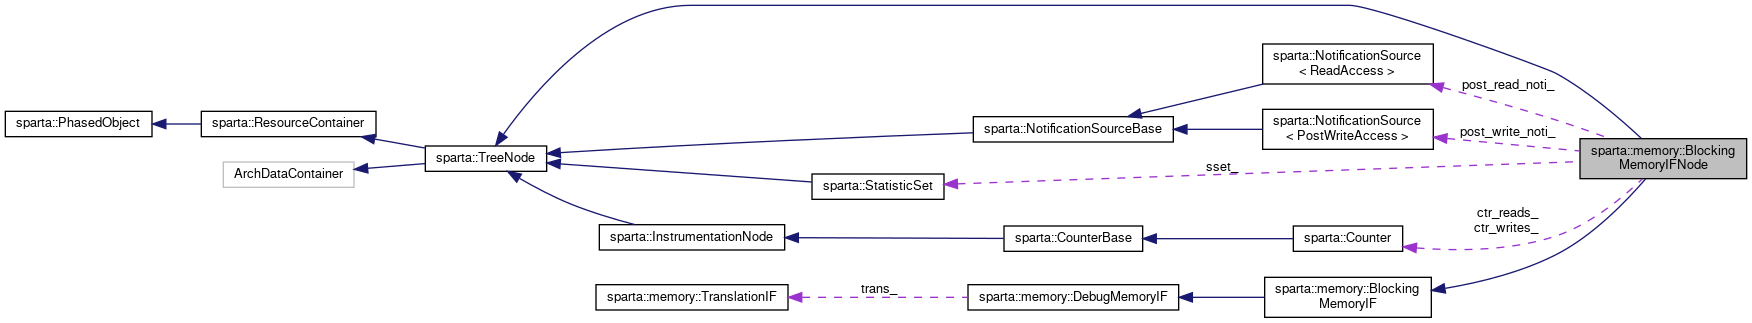 sparta::PhasedObject
sparta::ResourceContainer
ArchDataContainer
sparta::TreeNode
sparta::NotificationSourceBase
sparta::StatisticSet
sparta::InstrumentationNode
sparta::CounterBase
sparta::Counter
sparta::NotificationSource
< ReadAccess >
sparta::NotificationSource
< PostWriteAccess >
post_read_noti_
post_write_noti_
sset_
ctr_reads_
ctr_writes_
sparta::memory::Blocking
MemoryIFNode
sparta::memory::TranslationIF
trans_
sparta::memory::DebugMemoryIF
sparta::memory::Blocking
MemoryIF